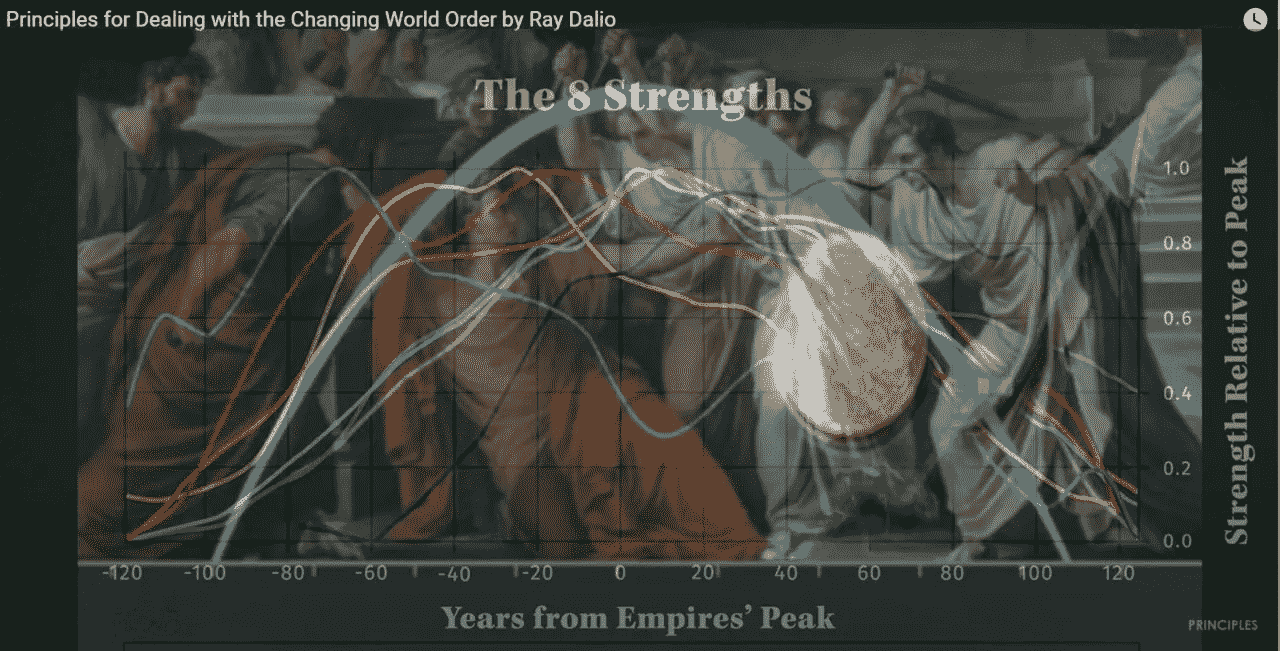 Principles for Dealing with the Changing World Order by Ray Dalio
The 8 Strengths
1.0
0.8
0.6
0.4
0.2
0.0
Strength Relative to Peak
-120 -100 -80 -60 -40 -20 0 20 40 60 80 100 120
Years from Empires’ Peak
PRINCIPLES